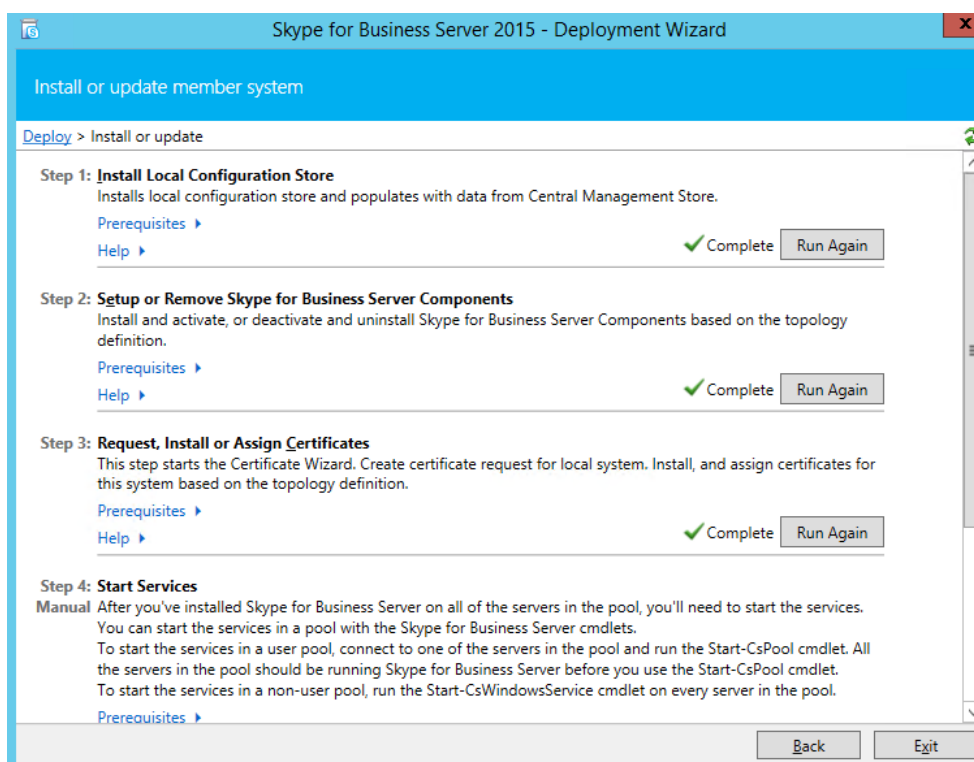 Skype for Business Server 2015 - Deployment Wizard
x
Install or update member system
Deploy > Install or update
Step 1: Install Local Configuration Store
Installs local configuration store and populates with data from Central Management Store.
Prerequisites
Help
Complete Run Again
Step 2: Setup or Remove Skype for Business Server Components
Install and activate, or deactivate and uninstall Skype for Business Server Components based on the topology
definition.
Prerequisites
Help
Complete Run Again
Step 3: Request, Install or Assign Certificates
This step starts the Certificate Wizard. Create certificate request for local system. Install, and assign certificates for
this system based on the topology definition.
Prerequisites
Help
Complete Run Again
Step 4: Start Services
Manual After you've installed Skype for Business Server on all of the servers in the pool, you'll need to start the services.
You can start the services in a pool with the Skype for Business Server cmdlets.
To start the services in a user pool, connect to one of the servers in the pool and run the Start-CsPool cmdlet. All
the servers in the pool should be running Skype for Business Server before you use the Start-CsPool cmdlet.
To start the services in a non-user pool, run the Start-CsWindowsService cmdlet on every server in the pool.
Prerequisites
Back Exit